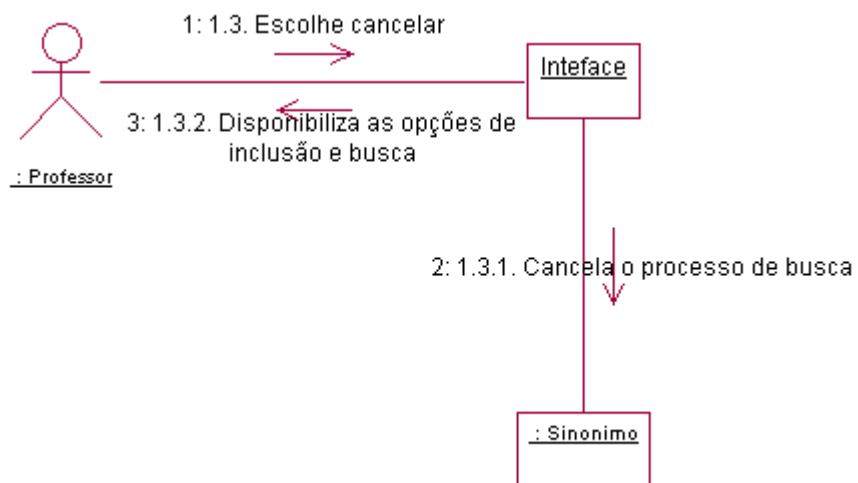 1: 1.3. Escolhe cancelar
Inteface
3: 1.3.2. Disponibiliza as opções de
inclusão e busca
: Professor
2: 1.3.1. Cancela o processo de busca
: Sinonimo